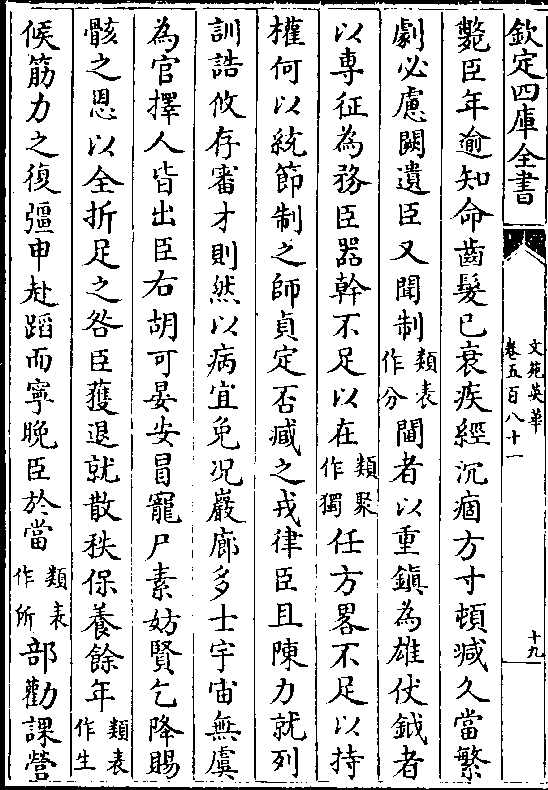 欽定四庫全書
文苑英華
卷五百八十一
十九
斃臣年逾知命齒髮已衰疾經沉痼方寸頓減久當繁
劇必慮闕遺臣又聞制類表作分閫者以重鎮為雄仗鉞者
以専征為務臣器幹不足以在類聚作獨任方畧不足以持
權何以統節制之師貞定否臧之戎律臣且陳力就列
訓誥攸存審才則然以病宜免况巖廊多士宇宙無虞
為官擇人皆出臣右胡可晏安冒寵尸素妨賢乞降賜
骸之恩以全折足之咎臣獲退就散秩保養餘年類表作生
候筋力之復彊申赴蹈而寧晚臣於當類表作所部勸課營